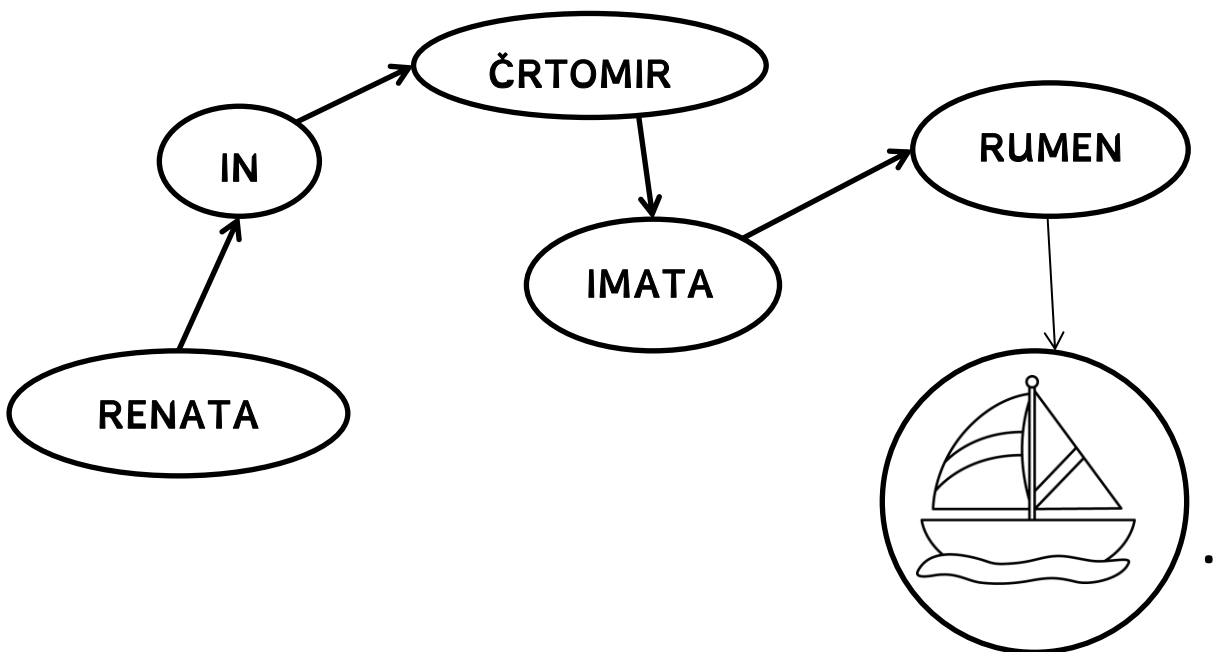 RENATA
IN
ČRTOMIR
IMATA
RUMEN
.